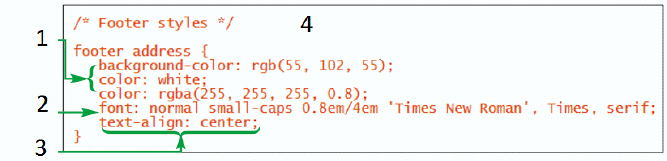 /* Footer styles */ 4
1
footer address {
background-color: rgb(55, 102, 55);
color: white;
color: rgba(255, 255, 255, 0.8);
2 font: normal small-caps 0.8em/4em 'Times New Roman', Times, serif;
text-align: center;
}
3